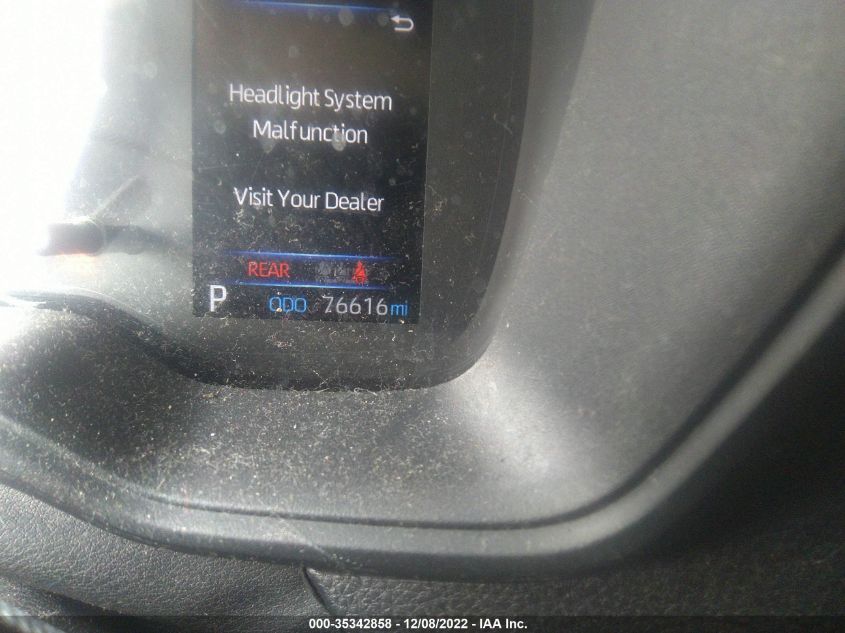 Headlight System
Malfunction
Visit Your Dealer
REAR
P ODO 76616 mi
000-35342858 - 12/08/2022 - IAA Inc.